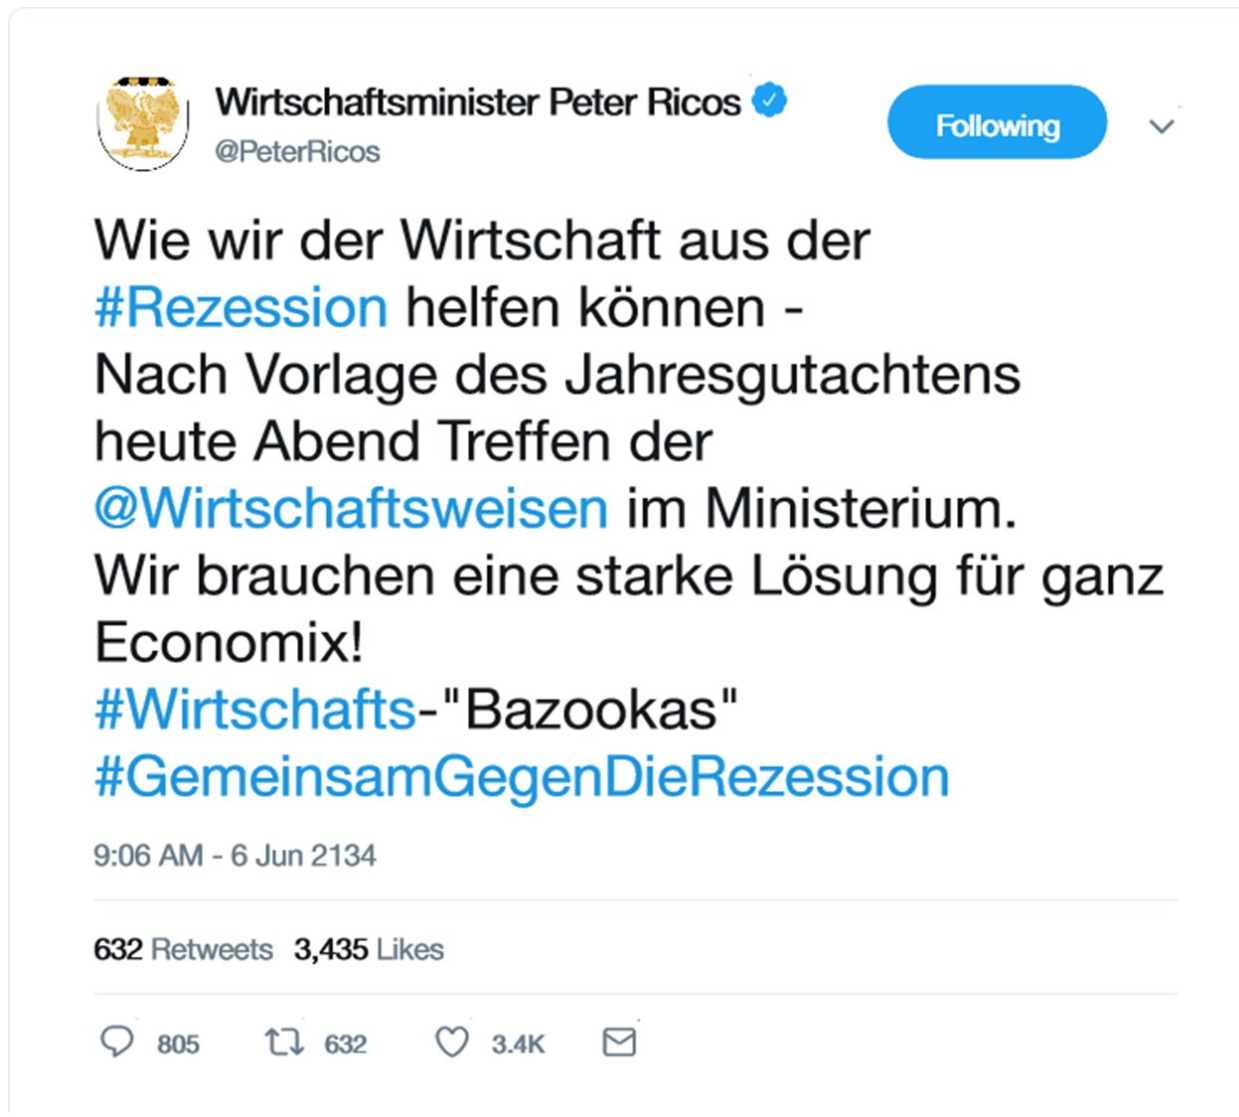 Wirtschaftsminister Peter Ricos
@PeterRicos
Following
Wie wir der Wirtschaft aus der
#Rezession helfen können -
Nach Vorlage des Jahresgutachtens
heute Abend Treffen der
@Wirtschaftsweisen im Ministerium.
Wir brauchen eine starke Lösung für ganz
Economix!
#Wirtschafts-"Bazookas"
#GemeinsamGegenDieRezession
9:06 AM - 6 Jun 2134
632 Retweets 3,435 Likes
805 632 3.4K